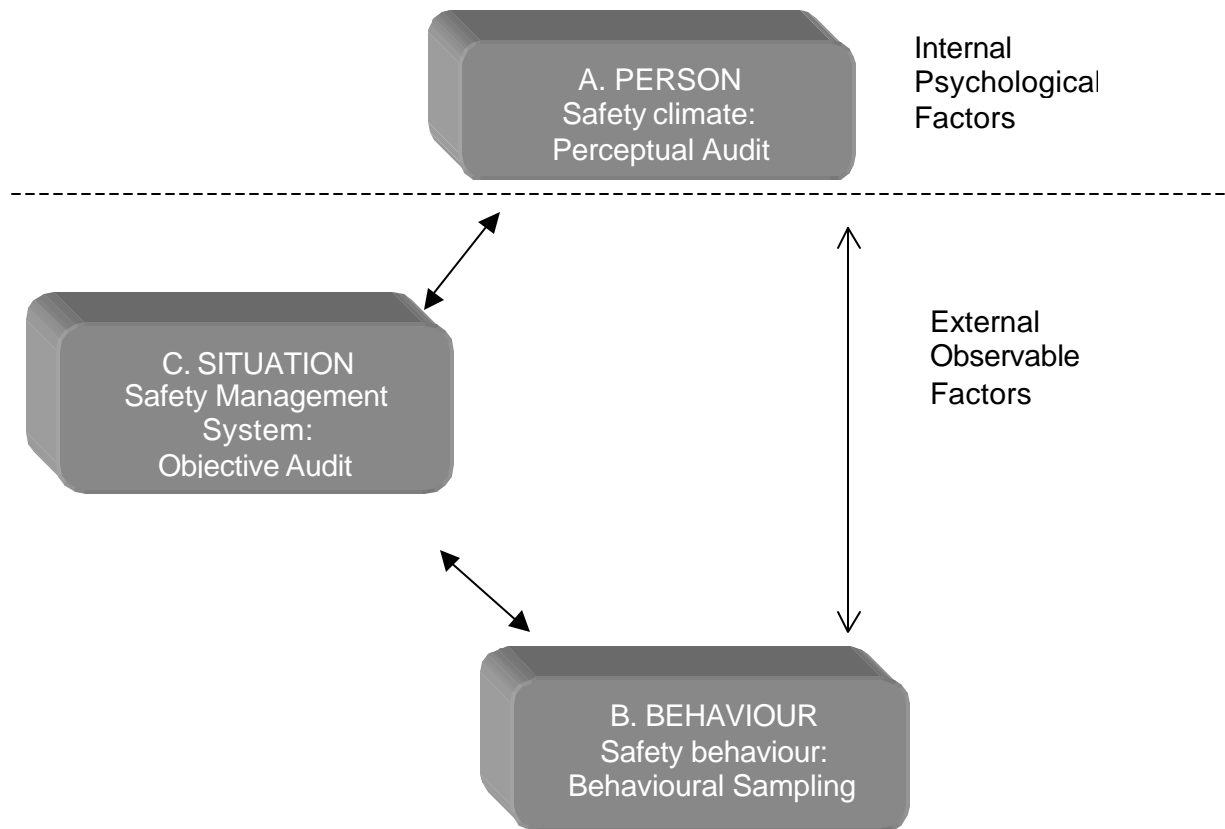 A. PERSON
Safety climate:
Perceptual Audit
Internal
Psychological
Factors
C. SITUATION
Safety Management
System:
Objective Audit
External
Observable
Factors
B. BEHAVIOUR
Safety behaviour:
Behavioural Sampling